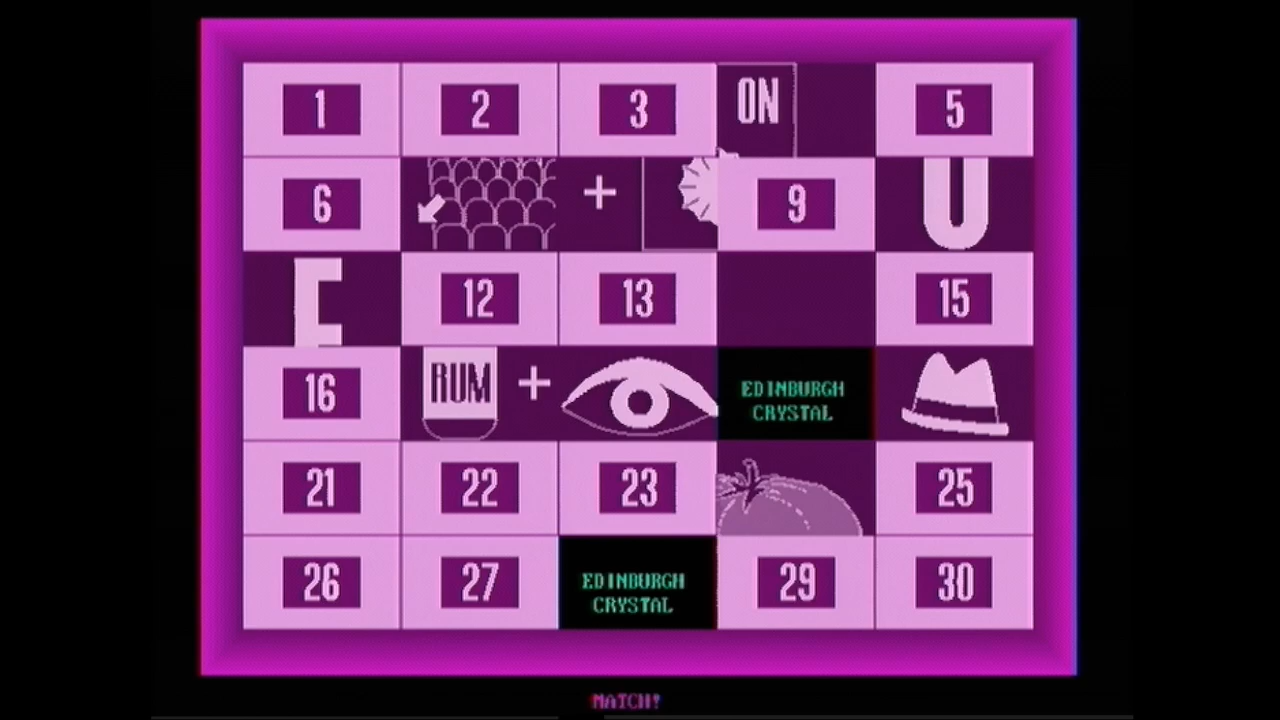 1 2 3 ON 5
6 + 9 U
E 12 13 15
16 RUM + EDINBURGH
CRYSTAL
21 22 23 25
26 27 EDINBURGH
CRYSTAL 29 30
MATCH!